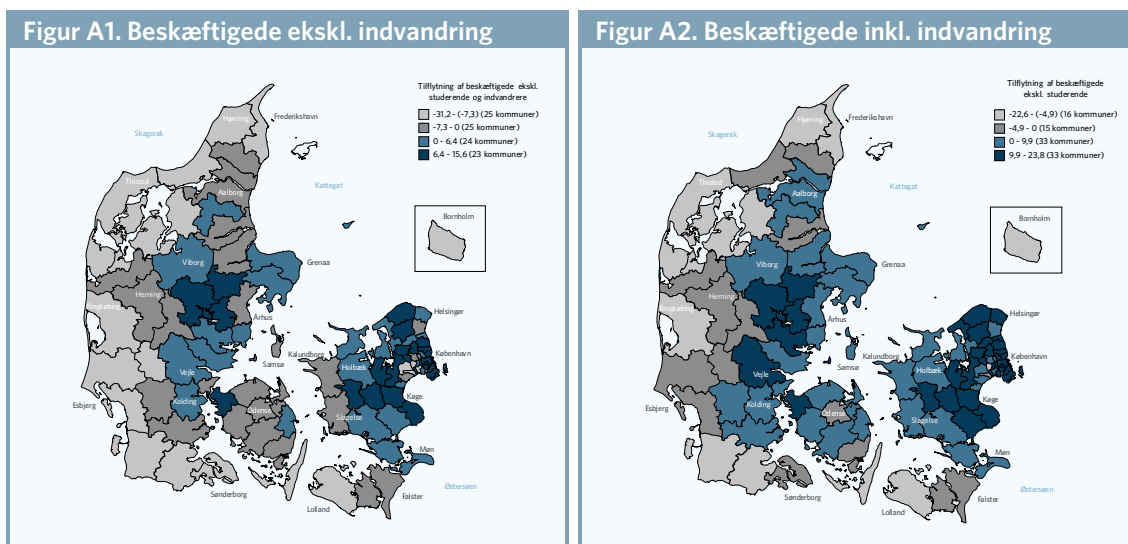 Figur A1. Beskæftigede ekskl. indvandring
Tilflytning af beskæftigede ekskl.
studerende og indvandrere
-31,2 - (-7,3) (25 kommuner)
-7,3 - 0 (25 kommuner)
0 - 6,4 (24 kommuner)
6,4 - 15,6 (23 kommuner)
Hjørring
Frederikshavn
Skagerak
Thisted
Aalborg
Kattegat
Bornholm
Viborg
Grenaa
Herning
Ringkøbing
Århus
Helsingør
Kalundborg
København
Samsø
Holbæk
Vejle
Esbjerg
Kolding
Odense
Køge
Slagelse
Møn
Østersøen
Sønderborg
Falster
Lolland
Figur A2. Beskæftigede inkl. indvandring
Tilflytning af beskæftigede
ekskl. studerende
-22,6 - (-4,9) (16 kommuner)
-4,9 - 0 (15 kommuner)
0 - 9,9 (33 kommuner)
9,9 - 23,8 (33 kommuner)
Hjørring
Frederikshavn
Skagerak
Thisted
Aalborg
Kattegat
Bornholm
Viborg
Grenaa
Herning
Ringkøbing
Århus
Helsingør
Kalundborg
København
Samsø
Holbæk
Vejle
Esbjerg
Kolding
Odense
Køge
Slagelse
Møn
Østersøen
Sønderborg
Falster
Lolland